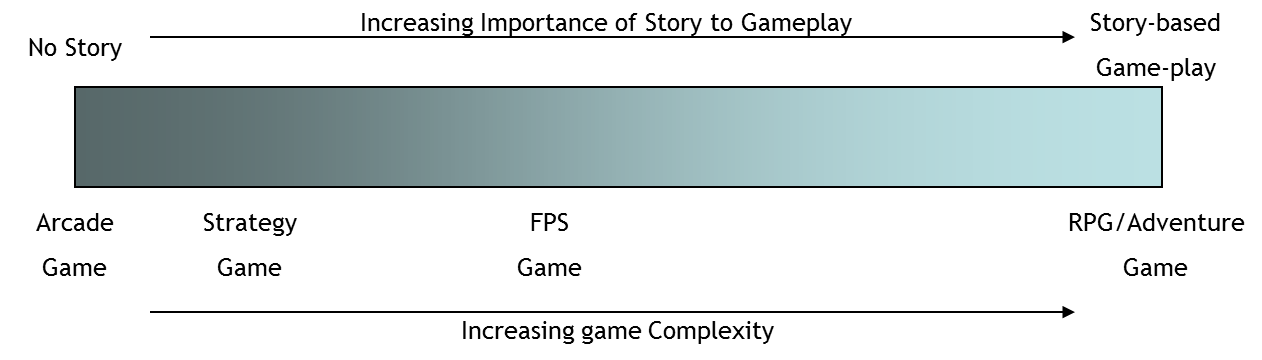 Increasing Importance of Story to Gameplay
No Story
Story-based
Game-play
Arcade
Game
Strategy
Game
FPS
Game
RPG/Adventure
Game
Increasing game Complexity